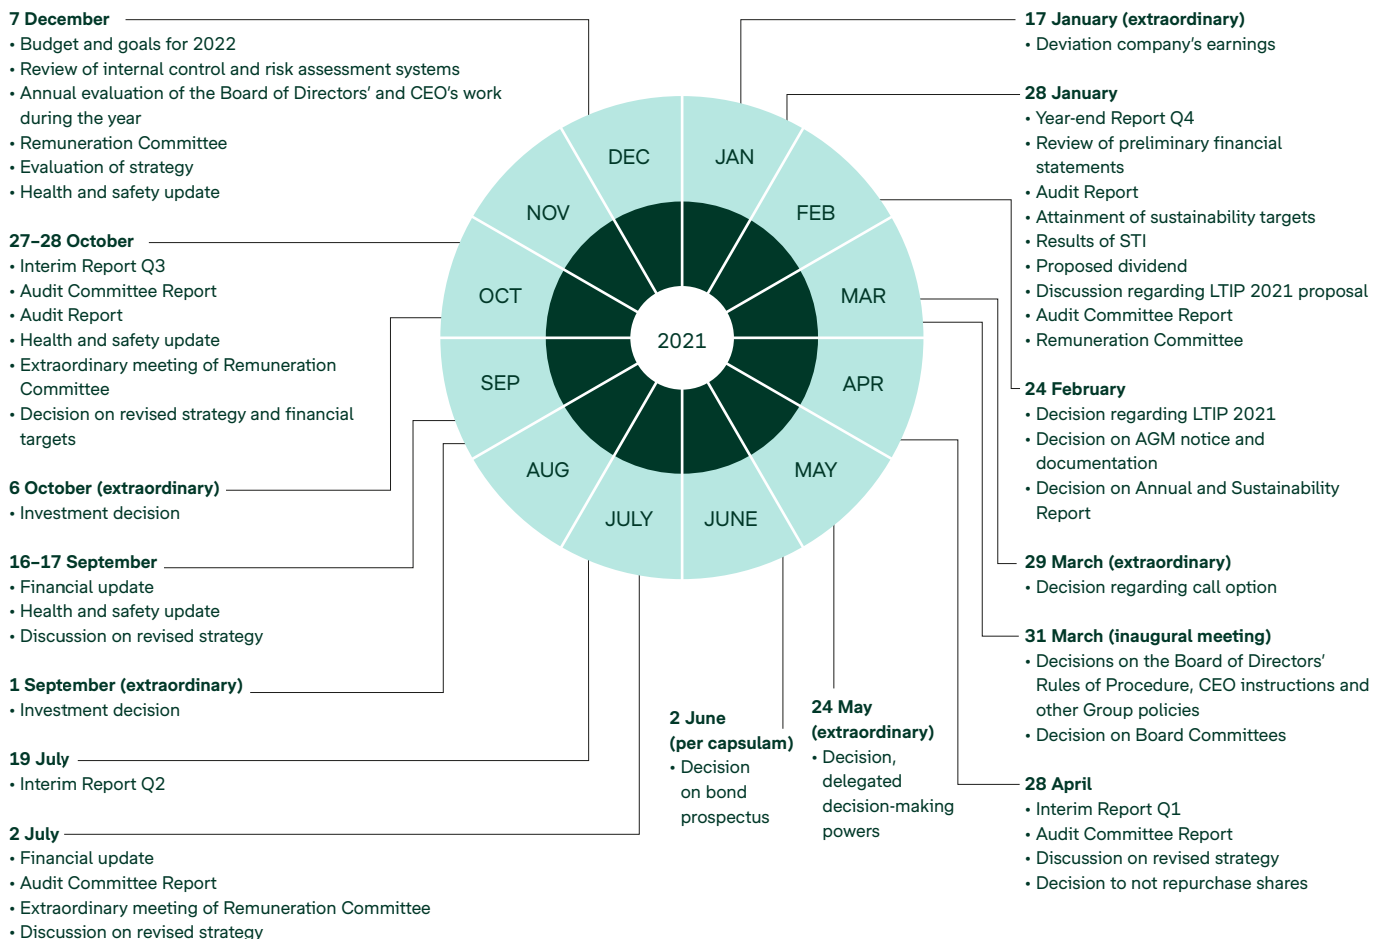 7 December
• Budget and goals for 2022
• Review of internal control and risk assessment systems
• Annual evaluation of the Board of Directors’ and CEO’s work
during the year
• Remuneration Committee
• Evaluation of strategy
• Health and safety update
27–28 October
• Interim Report Q3
• Audit Committee Report
• Audit Report
• Health and safety update
• Extraordinary meeting of Remuneration
Committee
• Decision on revised strategy and financial
targets
6 October (extraordinary)
• Investment decision
16–17 September
• Financial update
• Health and safety update
• Discussion on revised strategy
1 September (extraordinary)
• Investment decision
19 July
• Interim Report Q2
2 July
• Financial update
• Audit Committee Report
• Extraordinary meeting of Remuneration Committee
• Discussion on revised strategy
DEC
JAN
NOV
FEB
OCT
MAR
2021
SEP
APR
AUG
MAY
JULY
JUNE
2 June
(per capsulam)
• Decision
on bond
prospectus
24 May
(extraordinary)
• Decision,
delegated
decision-making
powers
17 January (extraordinary)
• Deviation company’s earnings
28 January
• Year-end Report Q4
• Review of preliminary financial
statements
• Audit Report
• Attainment of sustainability targets
• Results of STI
• Proposed dividend
• Discussion regarding LTIP 2021 proposal
• Audit Committee Report
• Remuneration Committee
24 February
• Decision regarding LTIP 2021
• Decision on AGM notice and
documentation
• Decision on Annual and Sustainability
Report
29 March (extraordinary)
• Decision regarding call option
31 March (inaugural meeting)
• Decisions on the Board of Directors’
Rules of Procedure, CEO instructions and
other Group policies
• Decision on Board Committees
28 April
• Interim Report Q1
• Audit Committee Report
• Discussion on revised strategy
• Decision to not repurchase shares